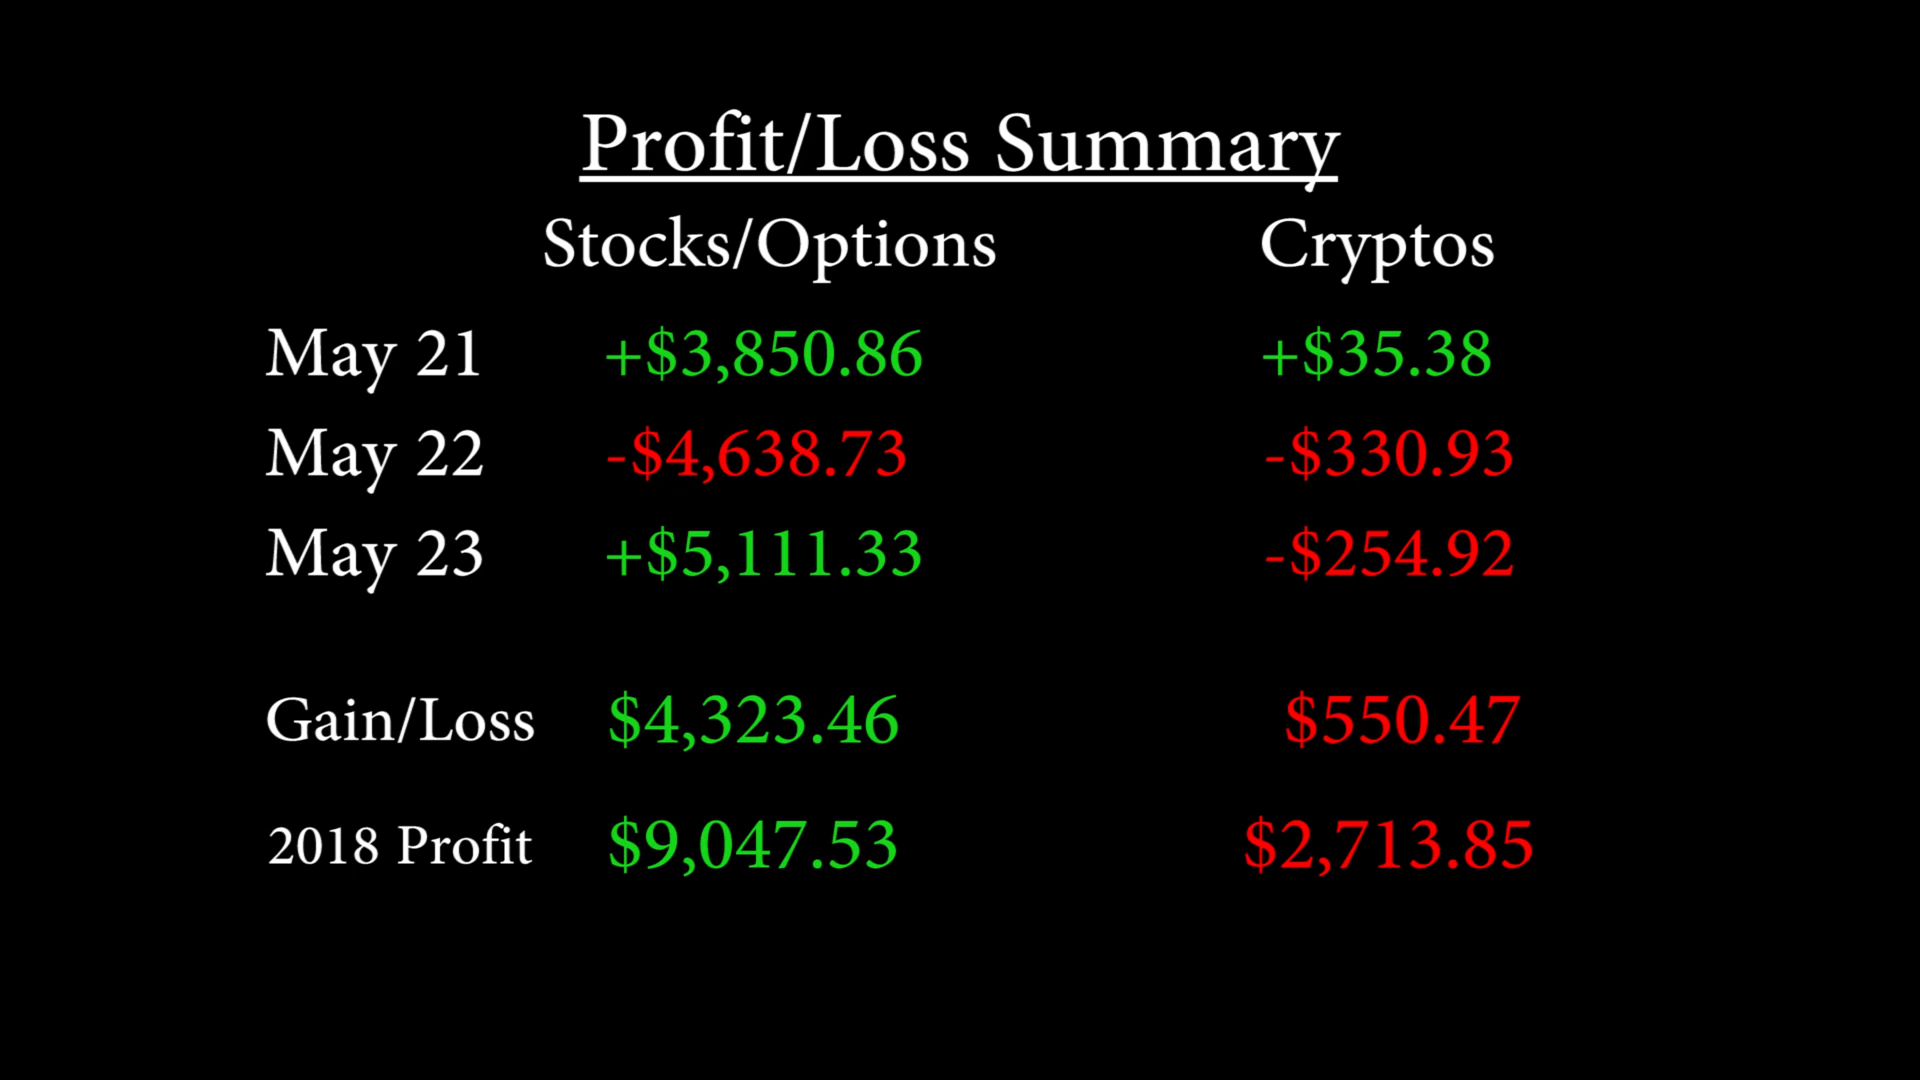 Profit/Loss Summary
Stocks/Options Cryptos
May 21 +$3,850.86 +$35.38
May 22 -$4,638.73 -$330.93
May 23 +$5,111.33 -$254.92
Gain/Loss $4,323.46 $550.47
2018 Profit $9,047.53 $2,713.85